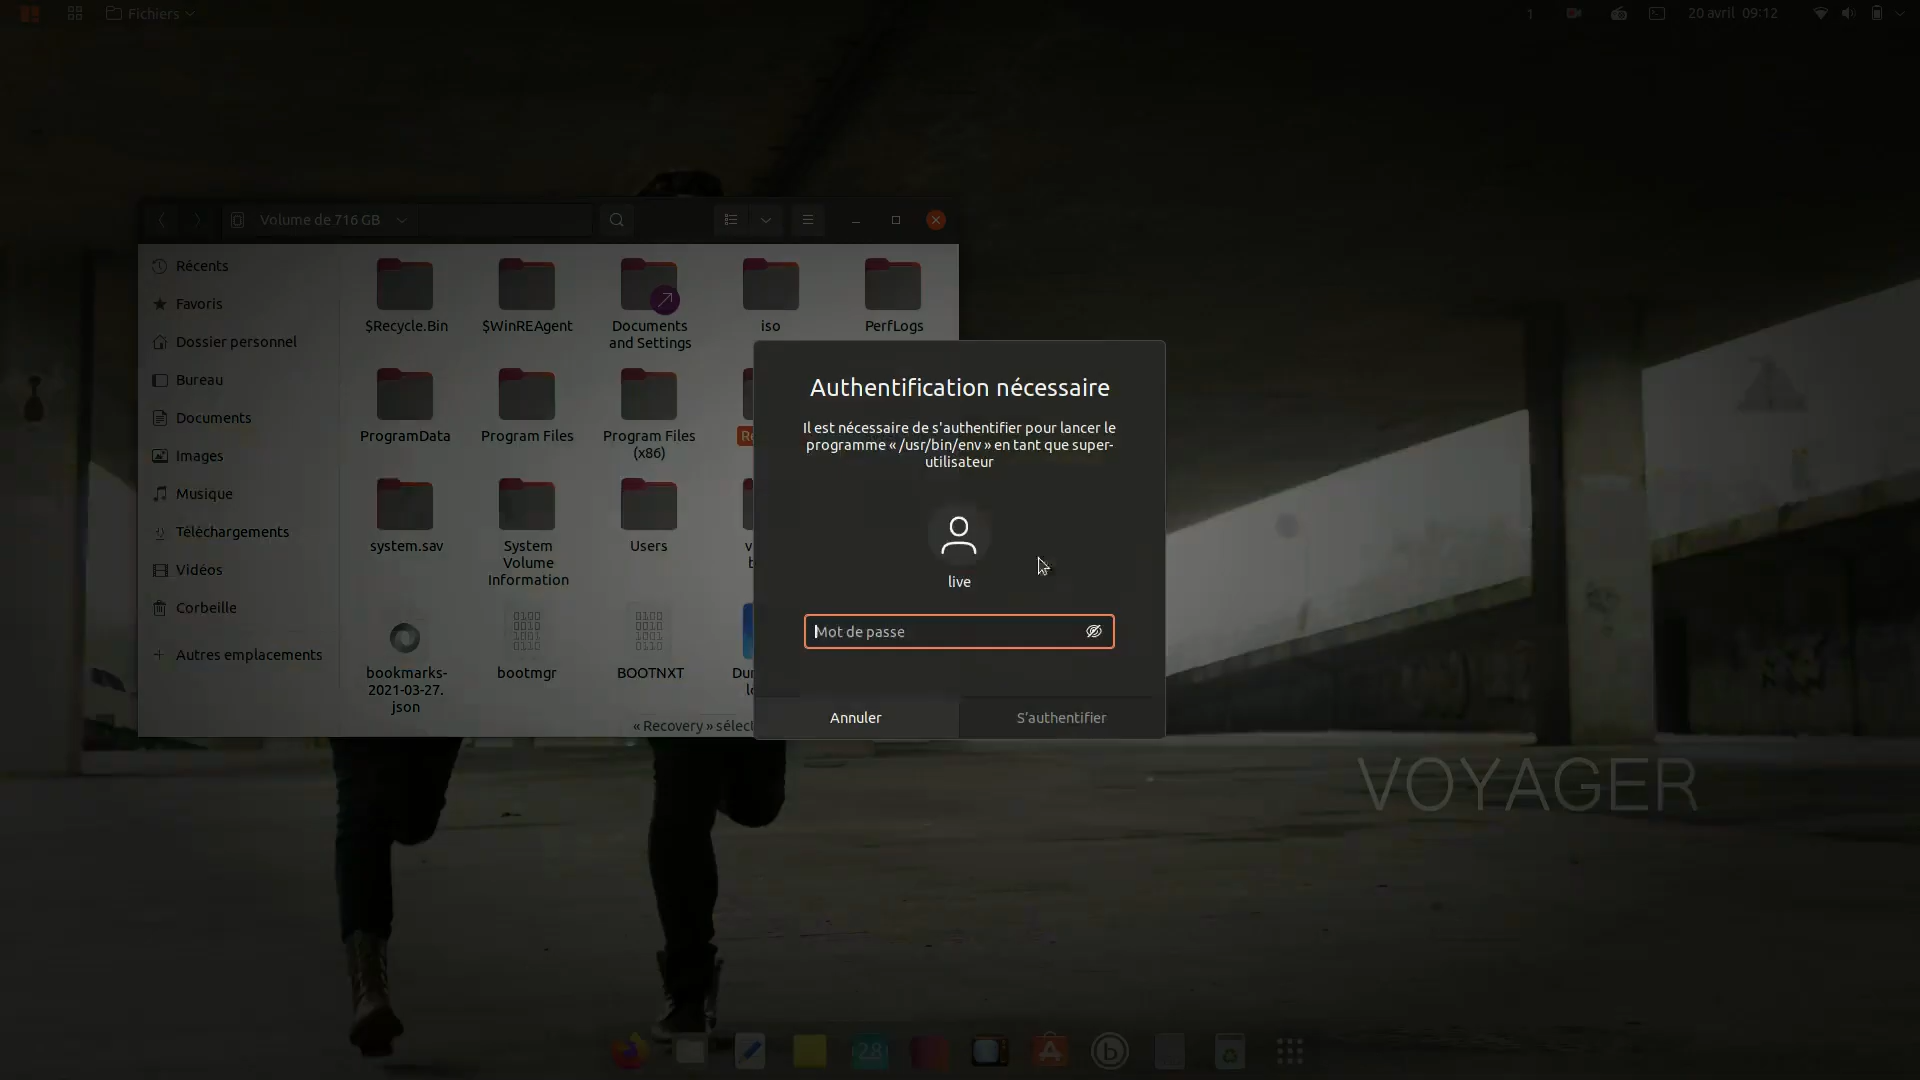 Fichiers
1
20 avril 09:12
Volume de 716 GB
Récents
Favoris
Dossier personnel
Bureau
Documents
Images
Musique
Téléchargements
Vidéos
Corbeille
Autres emplacements
$Recycle.Bin
$WinREAgent
Documents
and Settings
iso
PerfLogs
ProgramData
Program Files
Program Files
(x86)
system.sav
System
Volume
Information
Users
bookmarks-
2021-03-27.
json
bootmgr
BOOTNXT
« Recovery »
Authentification nécessaire
Il est nécessaire de s'authentifier pour lancer le
programme « /usr/bin/env » en tant que super-
utilisateur
live
Mot de passe
Annuler
S'authentifier
VOYAGER
28